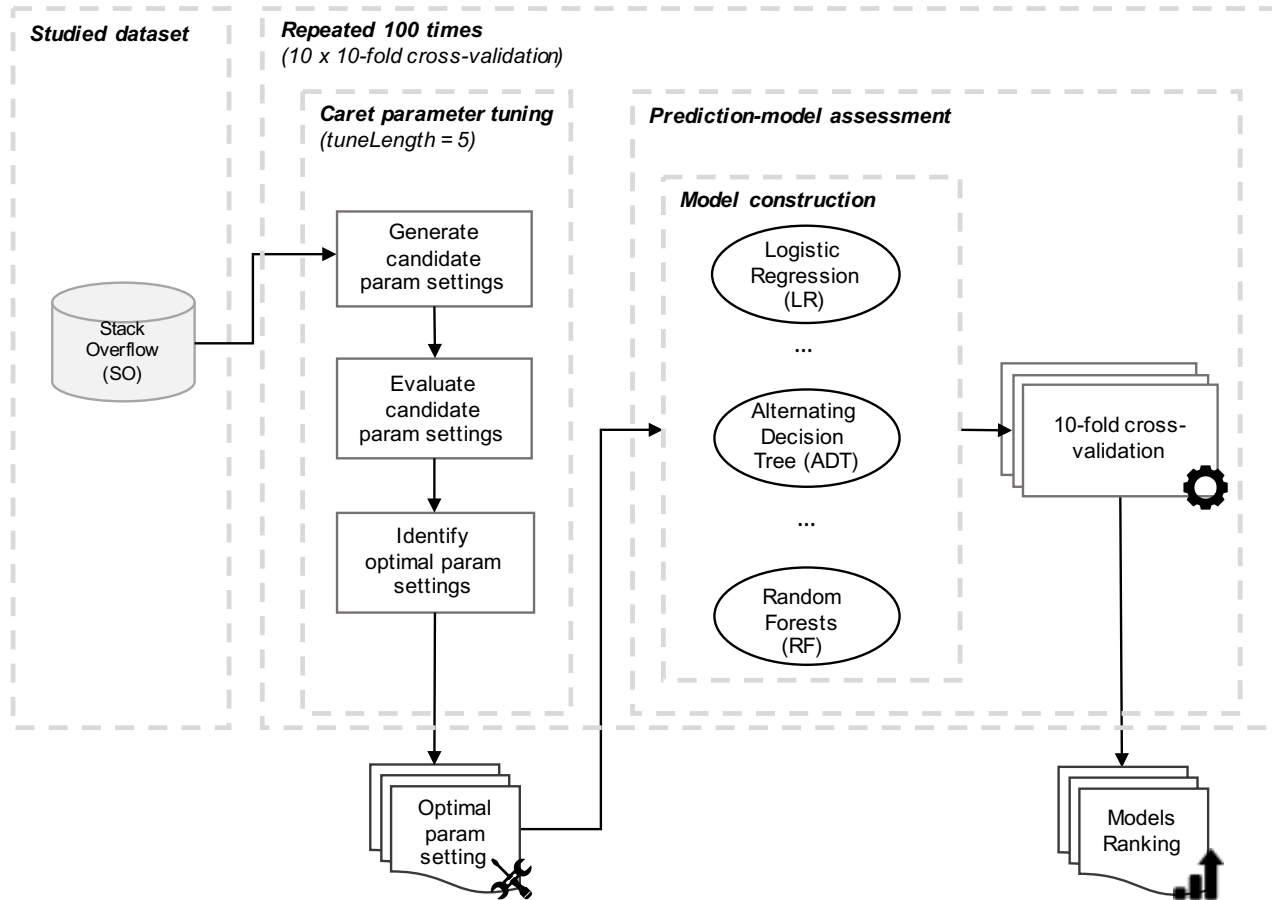 Studied dataset
Repeated 100 times
(10 x 10-fold cross-validation)
Caret parameter tuning
(tuneLength = 5)
Prediction-model assessment
Model construction
Stack
Overflow
(SO)
Generate
candidate
param settings
Evaluate
candidate
param settings
Identify
optimal param
settings
Optimal
param
setting
Logistic
Regression
(LR)
...
Alternating
Decision
Tree (ADT)
...
Random
Forests
(RF)
10-fold cross-
validation
Models
Ranking